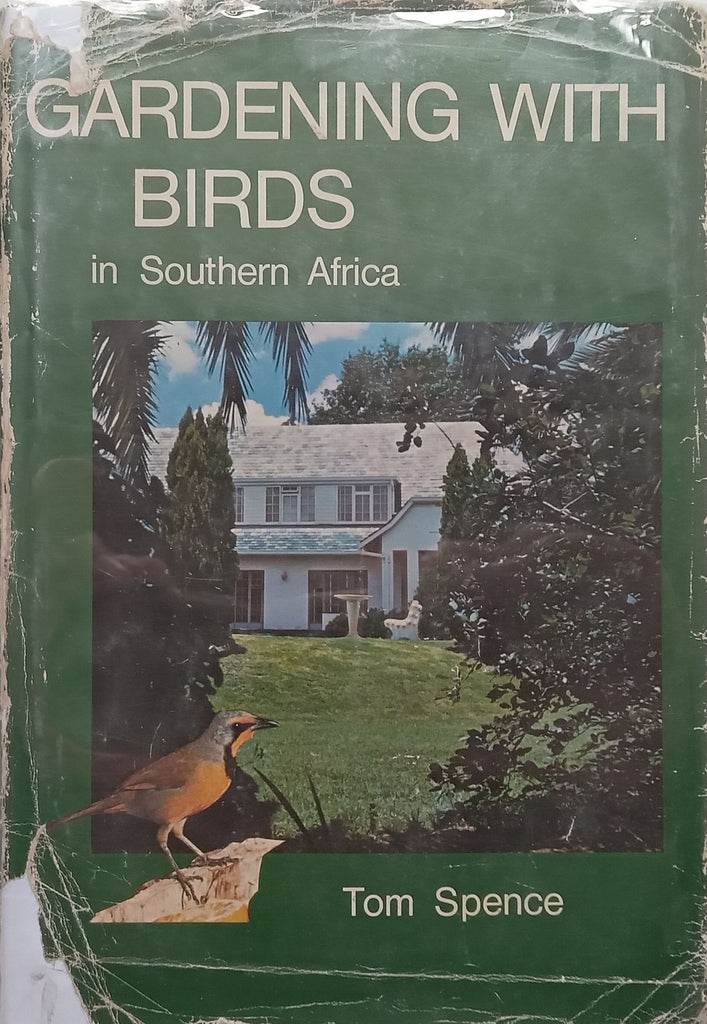 GARDENING WITH
BIRDS
in Southern Africa
Tom Spence